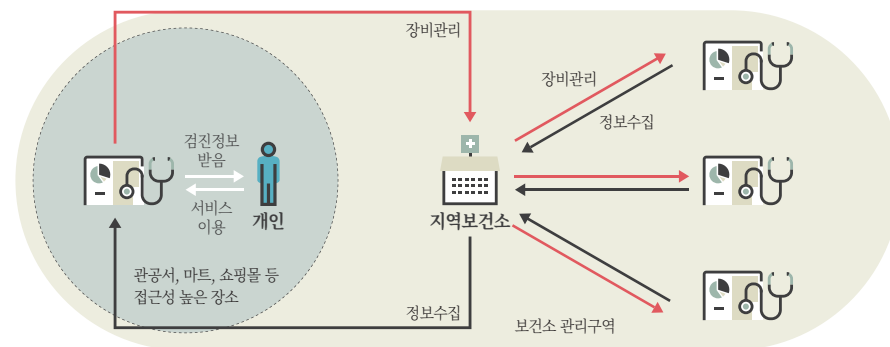 장비관리
장비관리
정보수집
검진정보
받음
서비스
이용
개인
지역보건소
관공서, 마트, 쇼핑몰 등
접근성 높은 장소
정보수집
보건소 관리구역